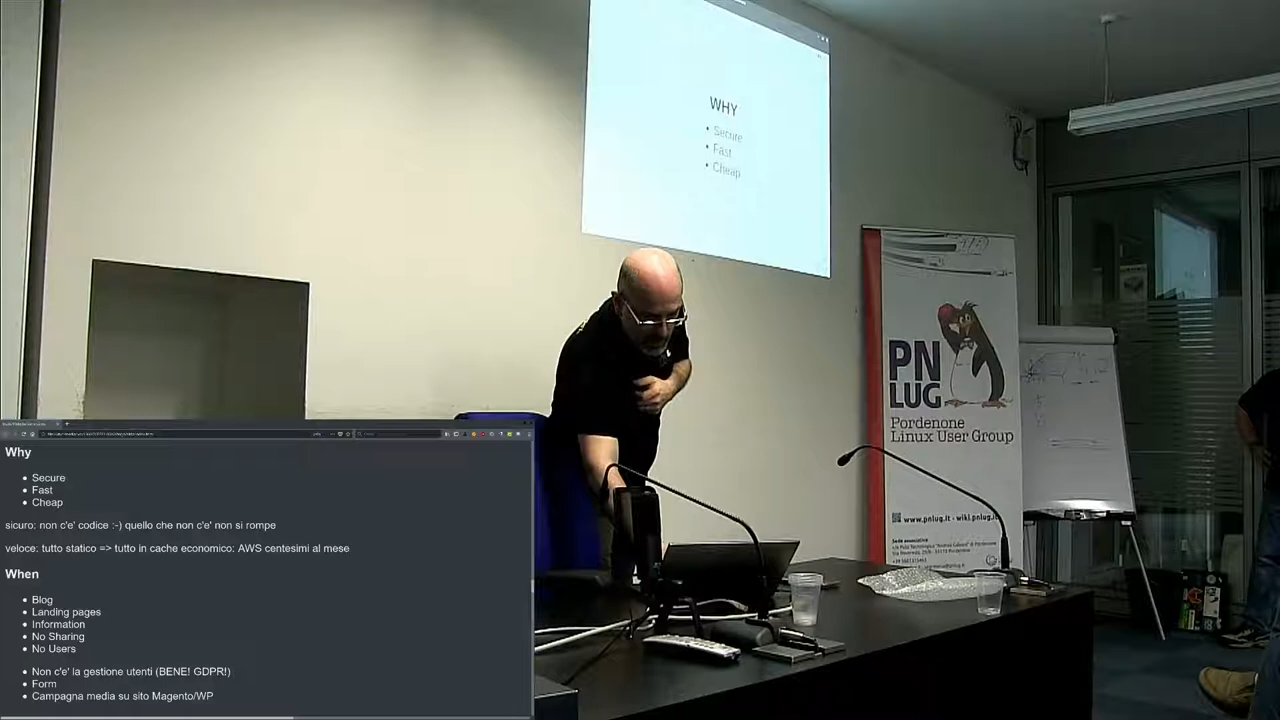 WHY
• Secure
• Fast
• Cheap
PN
LUG
Pordenone
Linux User Group
www.pnlug.it - wiki.pnlug.it
Sede associativa
Why
• Secure
• Fast
• Cheap
sicuro: non c'e' codice :-) quello che non c'e' non si rompe
veloce: tutto statico => tutto in cache economico: AWS centesimi al mese
When
• Blog
• Landing pages
• Information
• No Sharing
• No Users
• Non c'e' la gestione utenti (BENE! GDPR!)
• Form
• Campagna media su sito Magento/WP